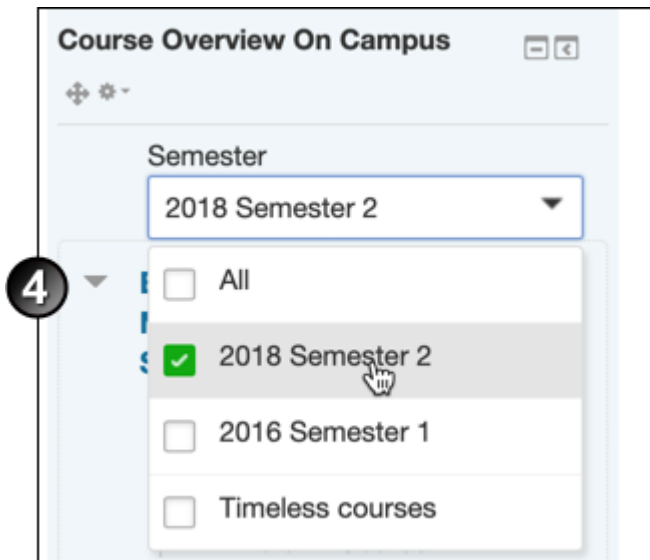 Course Overview On Campus
Semester
2018 Semester 2
4
All
2018 Semester 2
2016 Semester 1
Timeless courses